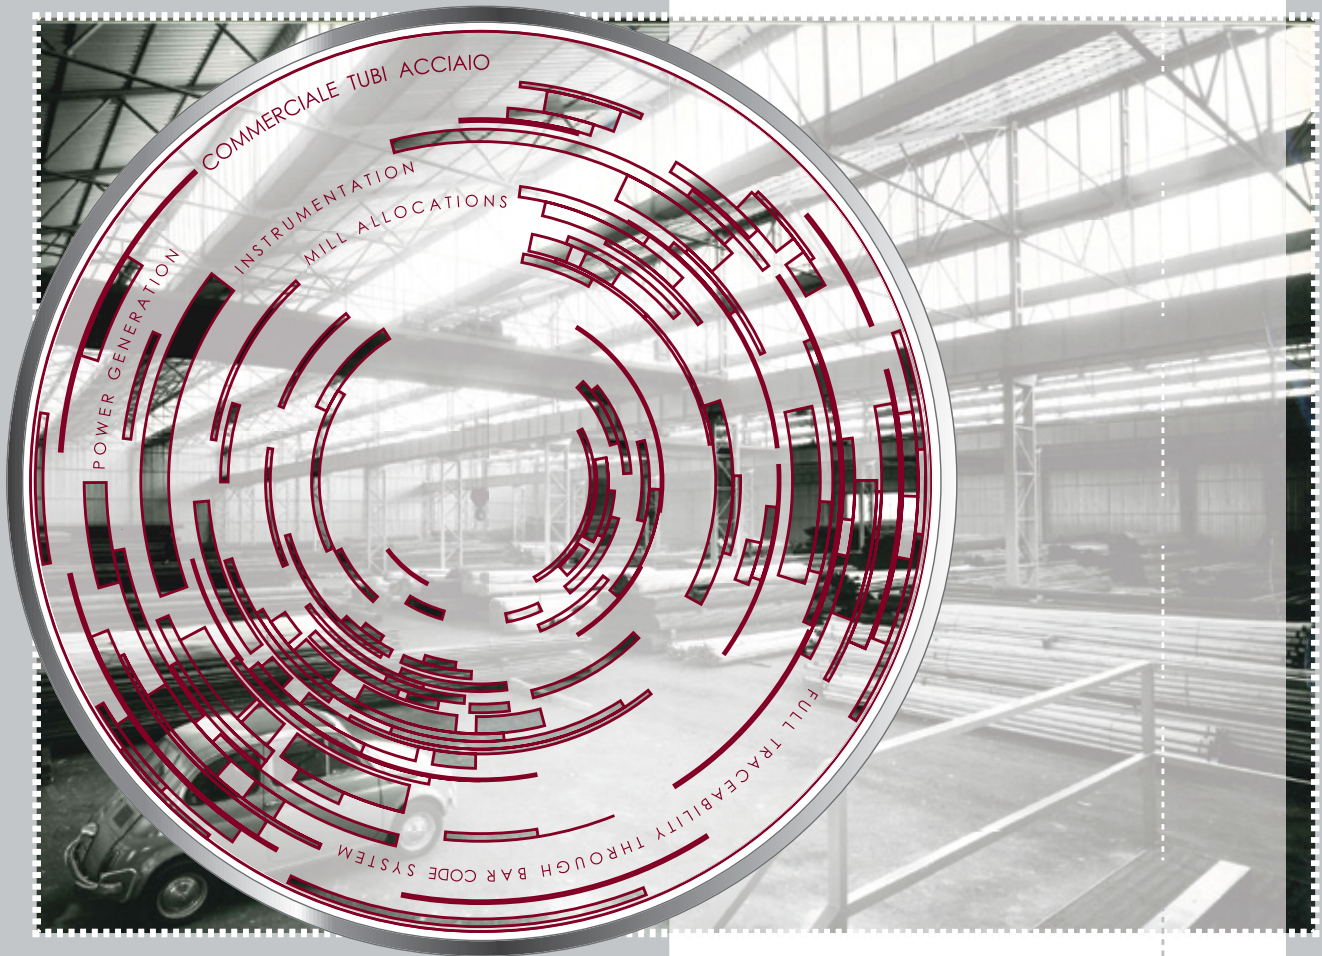 COMMERCIALE TUBI ACCIAIO
INSTRUMENTATION
MILL ALLOCATIONS
POWER GENERATION
FULL TRACEABILITY THROUGH BAR CODE SYSTEM